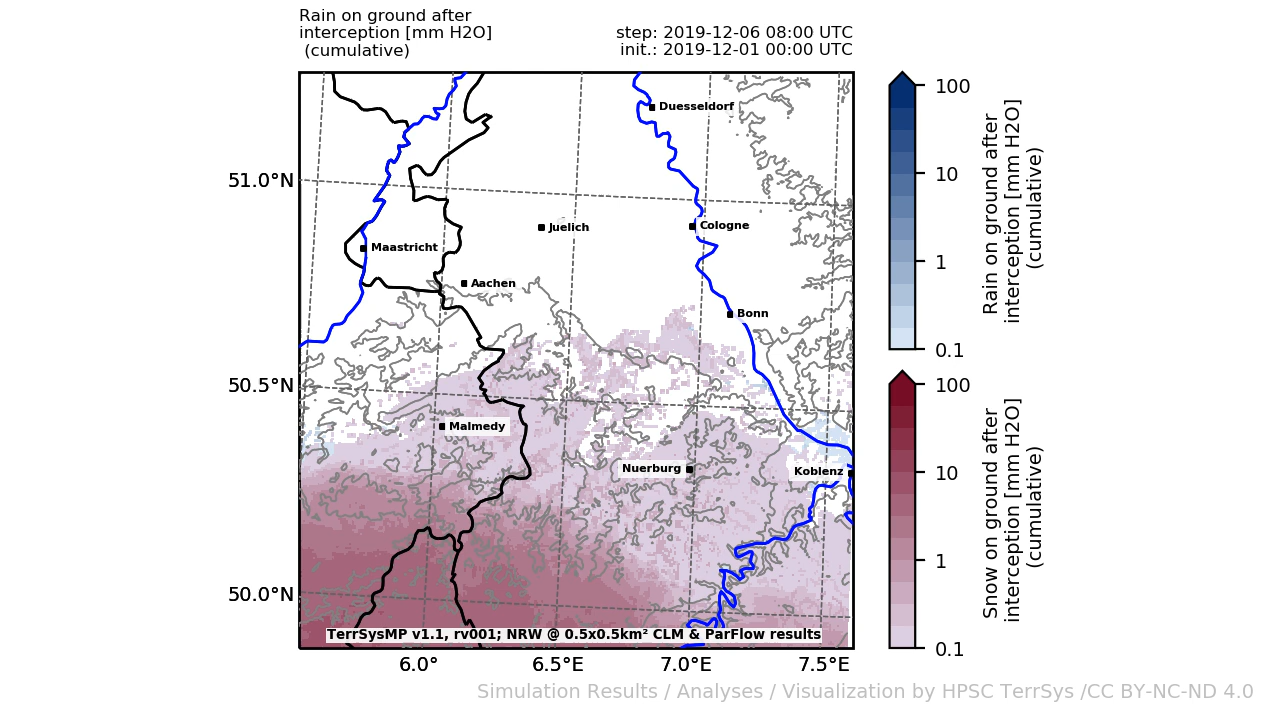 Rain on ground after
interception [mm H2O]
(cumulative)
step: 2019-12-06 08:00 UTC
init.: 2019-12-01 00:00 UTC
Duesseldorf
51.0°N
Juelich
Cologne
Maastricht
Aachen
Bonn
50.5°N
Malmedy
Nuerburg
Koblenz
50.0°N
TerrSysMP v1.1, rv001; NRW @ 0.5x0.5km² CLM & ParFlow results
6.0°
6.5°E
7.0°E
7.5°E
100
10
1
0.1
Rain on ground after
interception [mm H2O]
(cumulative)
100
10
1
0.1
Snow on ground after
interception [mm H2O]
(cumulative)
Simulation Results / Analyses / Visualization by HPSC TerrSys /CC BY-NC-ND 4.0